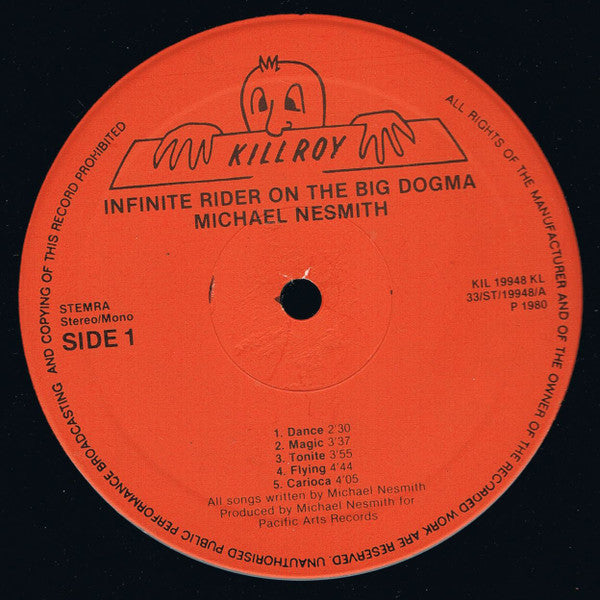 KILLROY
INFINITE RIDER ON THE BIG DOGMA
MICHAEL NESMITH
KIL 19948 KL
33/ST/19948/A
P 1980
STEMRA
Stereo/Mono
SIDE 1
1. Dance 2'30
2. Magic 3'37
3. Tonite 3'55
4. Flying 4'44
5. Carioca 4'05
All songs written by Michael Nesmith
Produced by Michael Nesmith for
Pacific Arts Records
ALL RIGHTS OF THE MANUFACTURER AND OF THE OWNER OF THE RECORDED WORK ARE RESERVED. UNAUTHORISED PUBLIC PERFORMANCE BROADCASTING AND COPYING OF THIS RECORD PROHIBITED